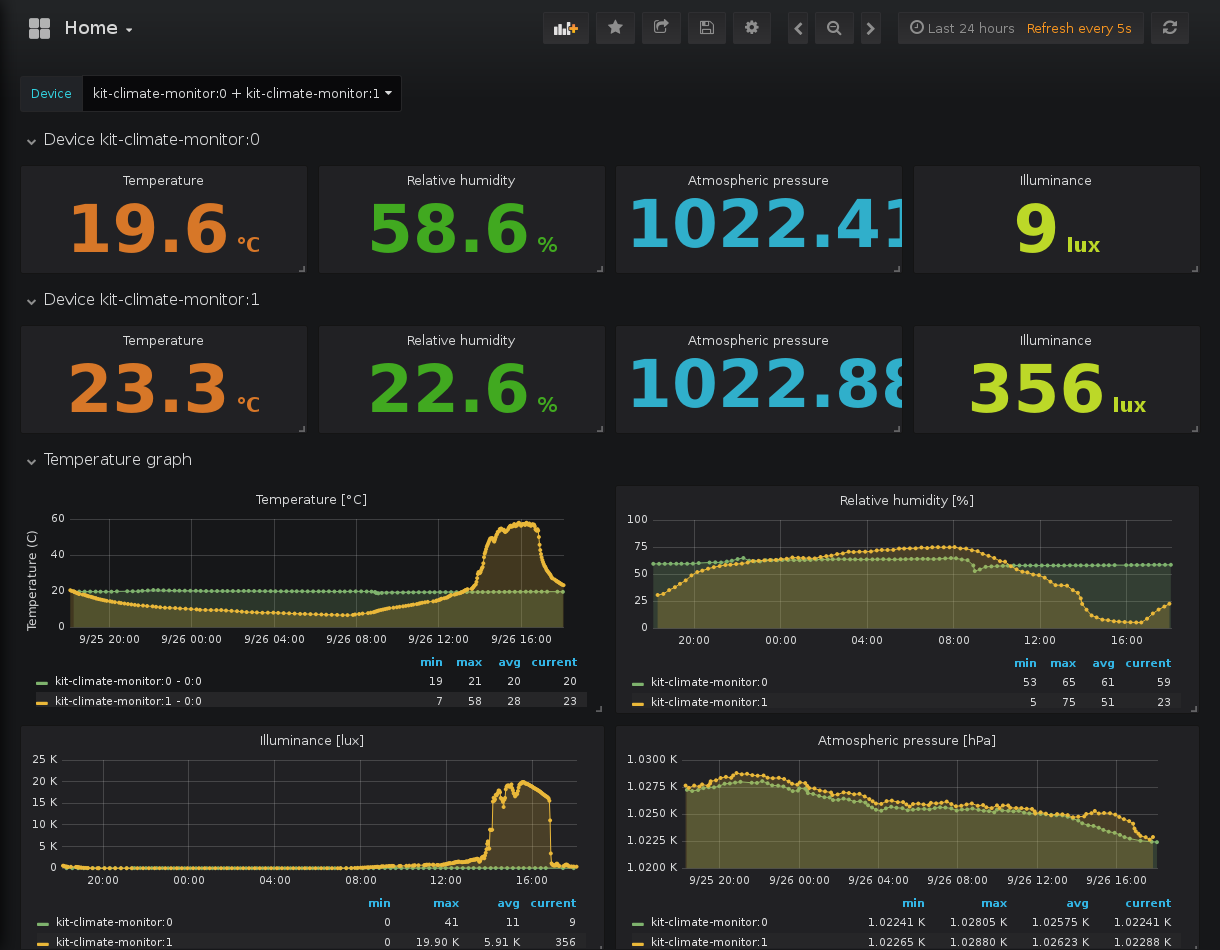 Home
Last 24 hours Refresh every 5s
Device kit-climate-monitor:0 + kit-climate-monitor:1
Device kit-climate-monitor:0
Temperature Relative humidity Atmospheric pressure Illuminance
19.6 °C 58.6 % 1022.41 9 lux
Device kit-climate-monitor:1
Temperature Relative humidity Atmospheric pressure Illuminance
23.3 °C 22.6 % 1022.88 356 lux
Temperature graph
Temperature [°C]
Temperature (C)
60
40
20
0
9/25 20:00 9/26 00:00 9/26 04:00 9/26 08:00 9/26 12:00 9/26 16:00
min max avg current
kit-climate-monitor:0 - 0:0 19 21 20 20
kit-climate-monitor:1 - 0:0 7 58 28 23
Relative humidity [%]
100
75
50
25
0
20:00 00:00 04:00 08:00 12:00 16:00
min max avg current
kit-climate-monitor:0 53 65 61 59
kit-climate-monitor:1 5 75 51 23
Illuminance [lux]
25 K
20 K
15 K
10 K
5 K
0
20:00 00:00 04:00 08:00 12:00 16:00
min max avg current
kit-climate-monitor:0 0 41 11 9
kit-climate-monitor:1 0 19.90 K 5.91 K 356
Atmospheric pressure [hPa]
1.0300 K
1.0275 K
1.0250 K
1.0225 K
1.0200 K
9/25 20:00 9/26 00:00 9/26 04:00 9/26 08:00 9/26 12:00 9/26 16:00
min max avg current
kit-climate-monitor:0 1.02241 K 1.02805 K 1.02575 K 1.02241 K
kit-climate-monitor:1 1.02265 K 1.02880 K 1.02623 K 1.02288 K